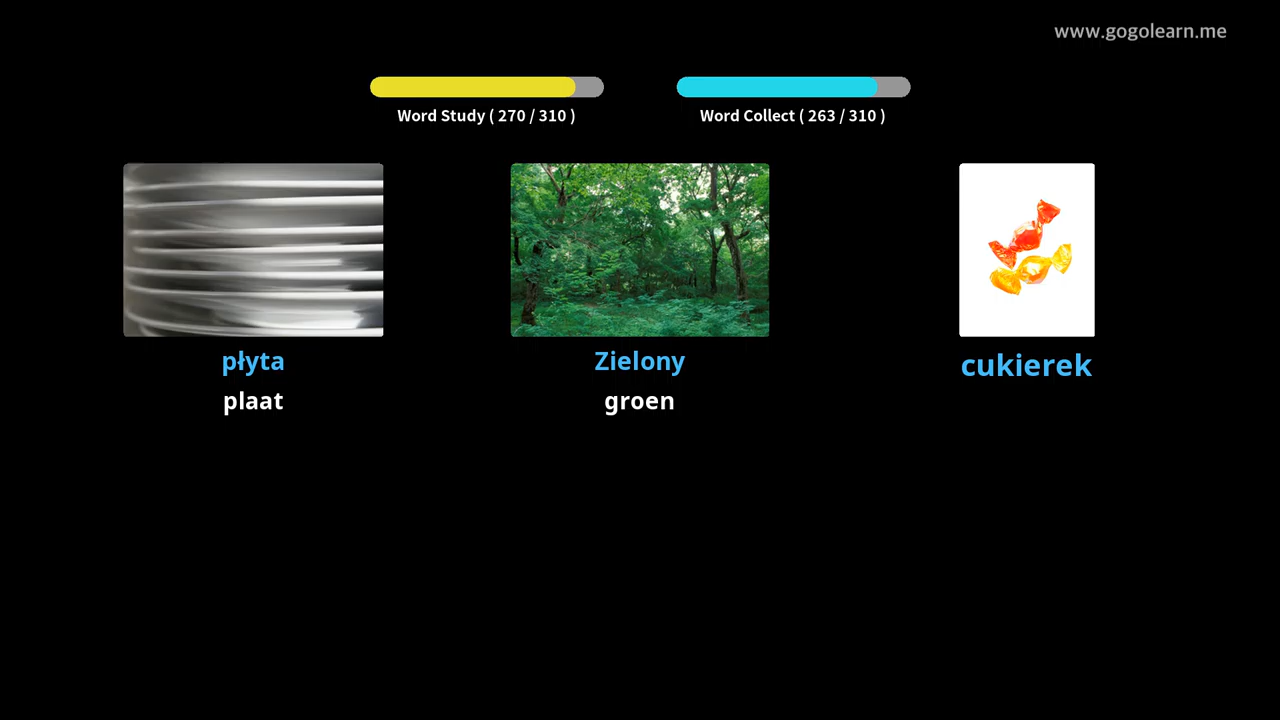 www.gogolearn.me
Word Study ( 270 / 310 )
Word Collect ( 263 / 310 )
płyta
plaat
Zielony
groen
cukierek